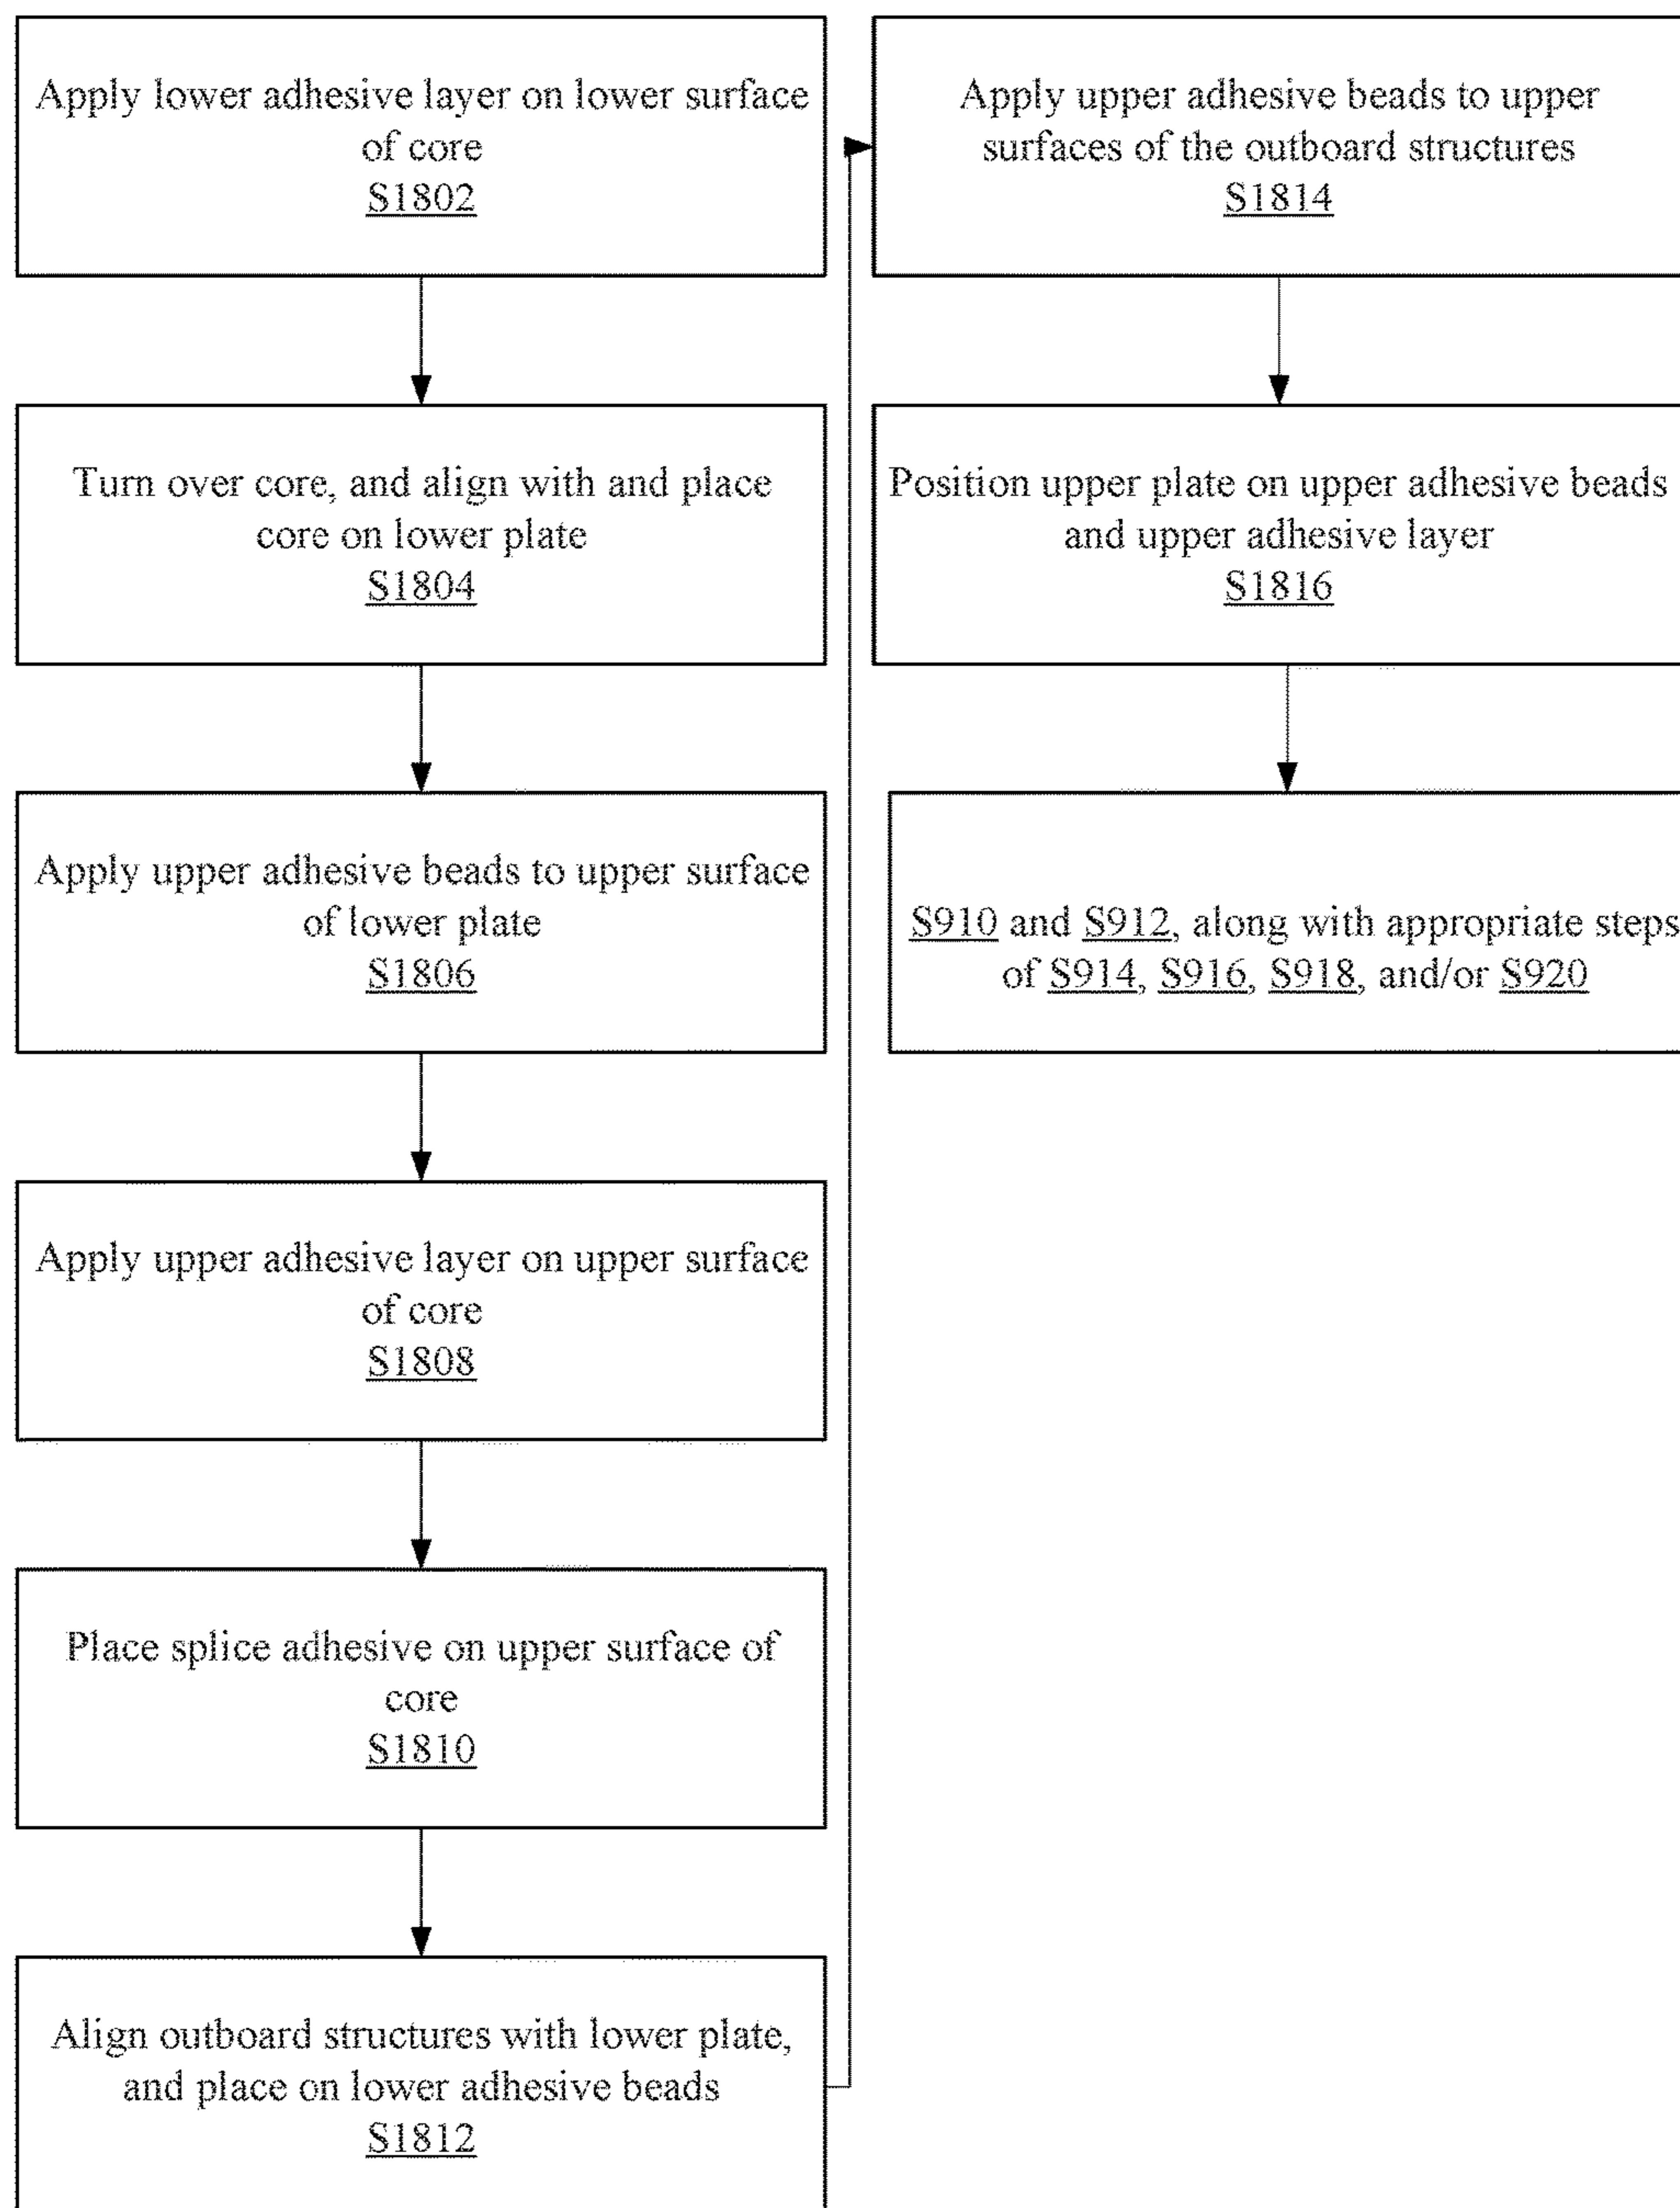 Apply lower adhesive layer on lower surface
of core
S1802
Turn over core, and align with and place
core on lower plate
S1804
Apply upper adhesive beads to upper surface
of lower plate
S1806
Apply upper adhesive layer on upper surface
of core
S1808
Place splice adhesive on upper surface of
core
S1810
Align outboard structures with lower plate,
and place on lower adhesive beads
S1812
Apply upper adhesive beads to upper
surfaces of the outboard structures
S1814
Position upper plate on upper adhesive beads
and upper adhesive layer
S1816
S910 and S912, along with appropriate steps
of S914, S916, S918, and/or S920